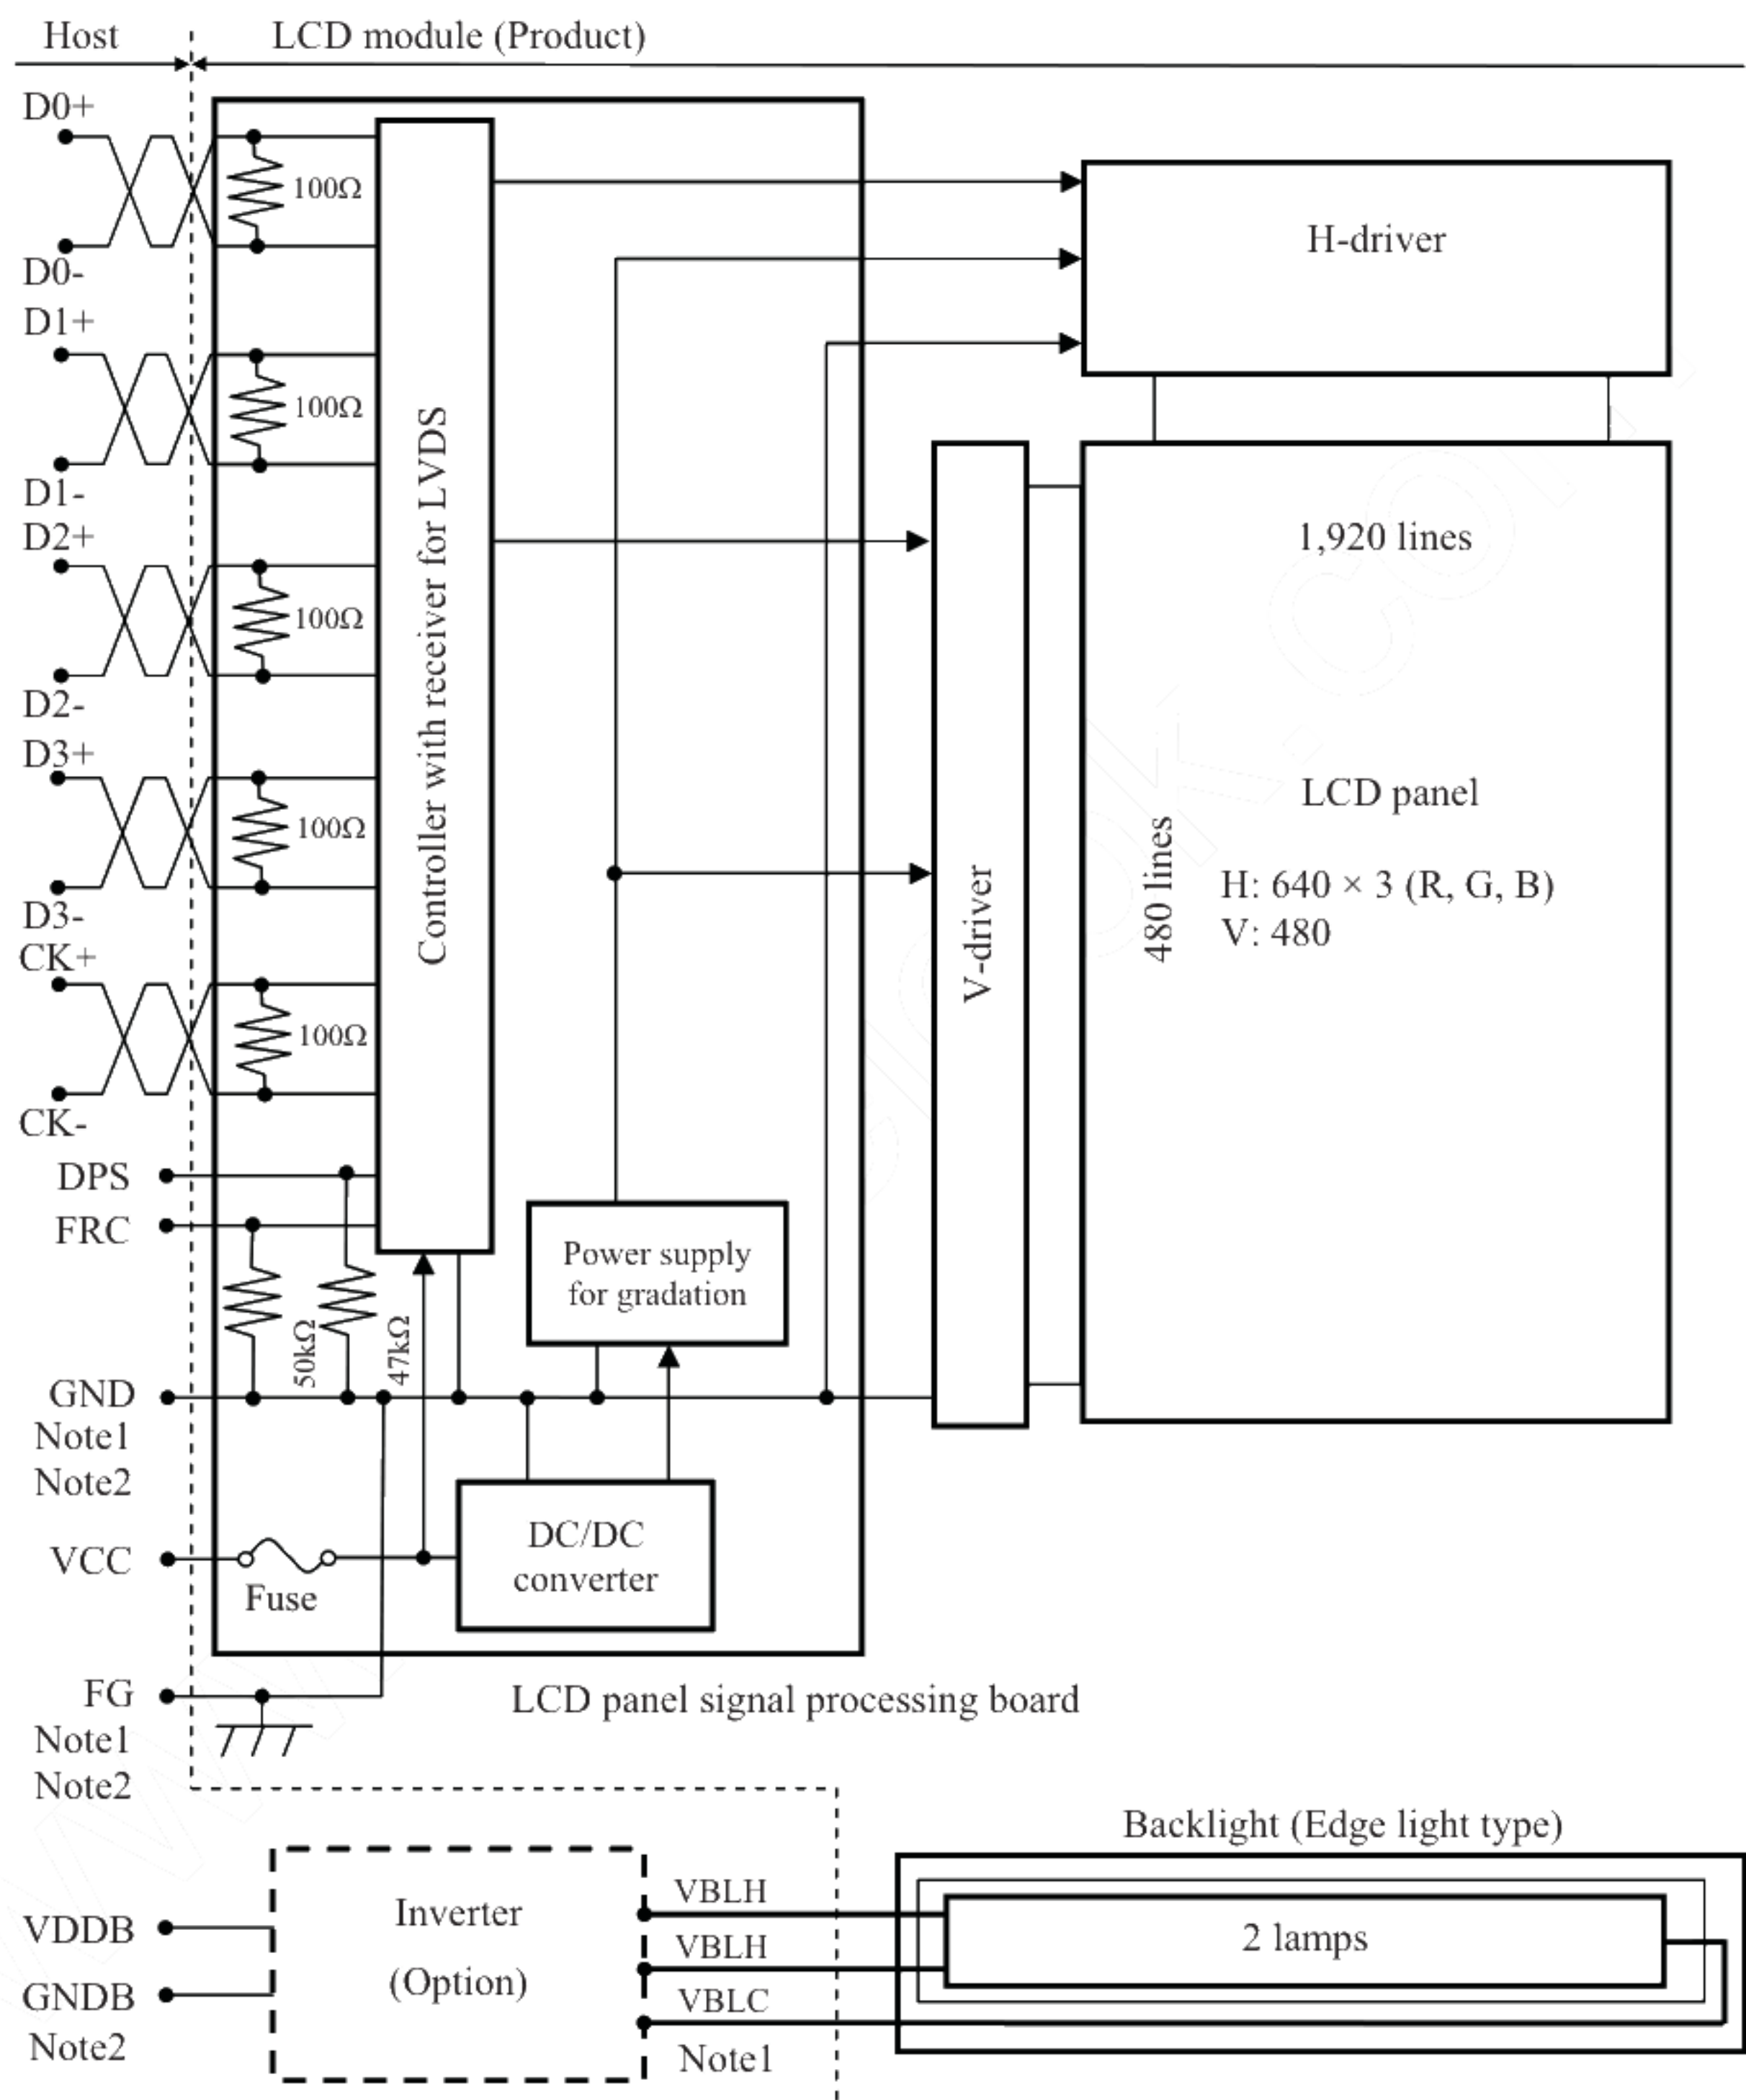 Host
LCD module (Product)
D0+
100Ω
D0-
H-driver
D1+
100Ω
D1-
D2+
100Ω
D2-
D3+
100Ω
D3-
CK+
100Ω
CK-
Controller with receiver for LVDS
1,920 lines
LCD panel
480 lines
H: 640 × 3 (R, G, B)
V: 480
V-driver
DPS
FRC
50kΩ
47kΩ
Power supply
for gradation
GND
Note1
Note2
VCC
Fuse
DC/DC
converter
FG
Note1
Note2
LCD panel signal processing board
Backlight (Edge light type)
VDDB
GNDB
Note2
Inverter
(Option)
VBLH
VBLH
VBLC
Note1
2 lamps